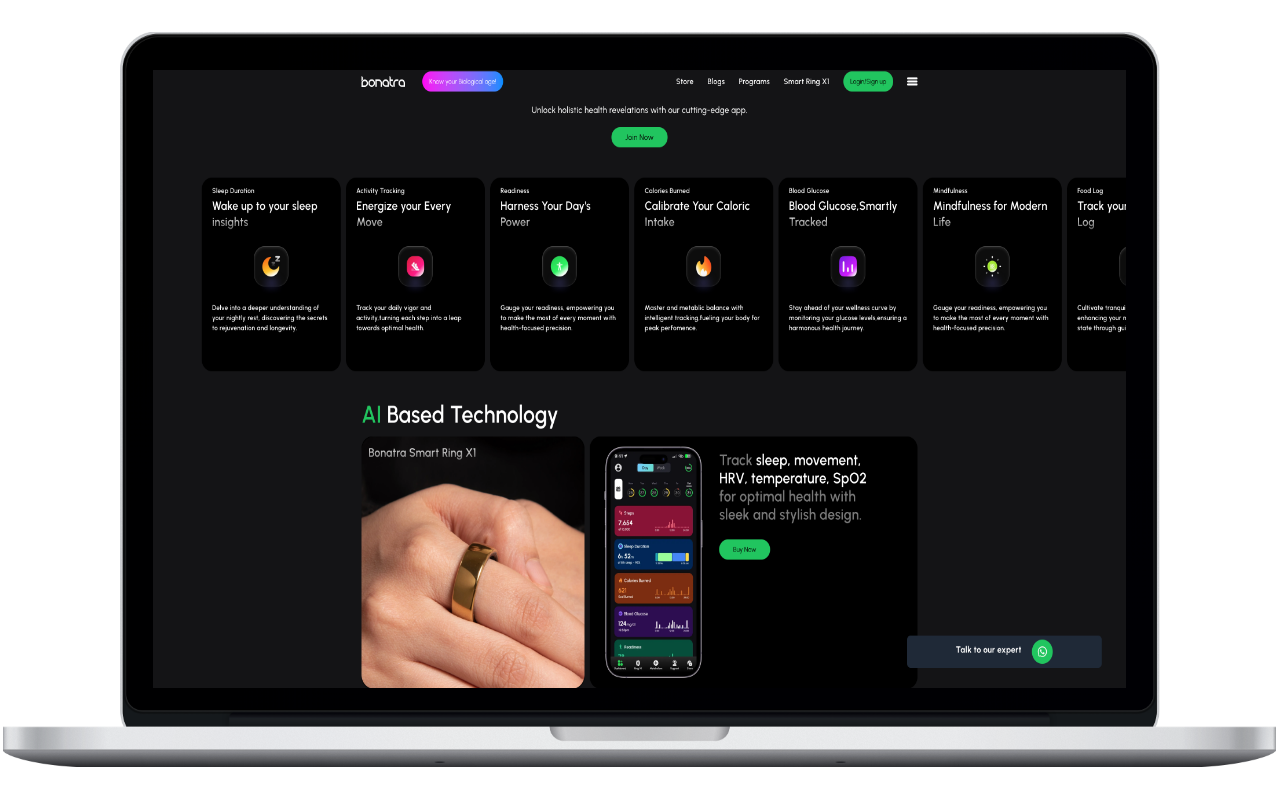 bonatra
Know your Biological age!
Store
Blogs
Programs
Smart Ring X1
Login/Sign up
Unlock holistic health revelations with our cutting-edge app.
Join Now
Sleep Duration
Wake up to your sleep
insights
Delve into a deeper understanding of
your nightly rest, discovering the secrets
to rejuvenation and longevity.
Activity Tracking
Energize your Every
Move
Track your daily vigor and
activity,turning each step into a leap
towards optimal health.
Readiness
Harness Your Day's
Power
Gauge your readiness, empowering you
to make the most of every moment with
health-focused precision.
Calories Burned
Calibrate Your Caloric
Intake
Master and metablic balance with
intelligent tracking,fueling your body for
peak perfomence.
Blood Glucose
Blood Glucose,Smartly
Tracked
Stay ahead of your wellness curve by
monitoring your glucose levels,ensuring a
harmonous health journey.
Mindfulness
Mindfulness for Modern
Life
Gauge your readiness, empowering you
to make the most of every moment with
health-focused precision.
Food Log
Track your
Log
Cultivate tranqui
enhancing your m
state through gui
AI Based Technology
Bonatra Smart Ring X1
Day
Steps
7,664
Sleep duration
6h 52m
Calories Burned
621
Blood Glucose
124 mg/dl
Readiness
Track sleep, movement,
HRV, temperature, SpO2
for optimal health with
sleek and stylish design.
Buy Now
Talk to our expert